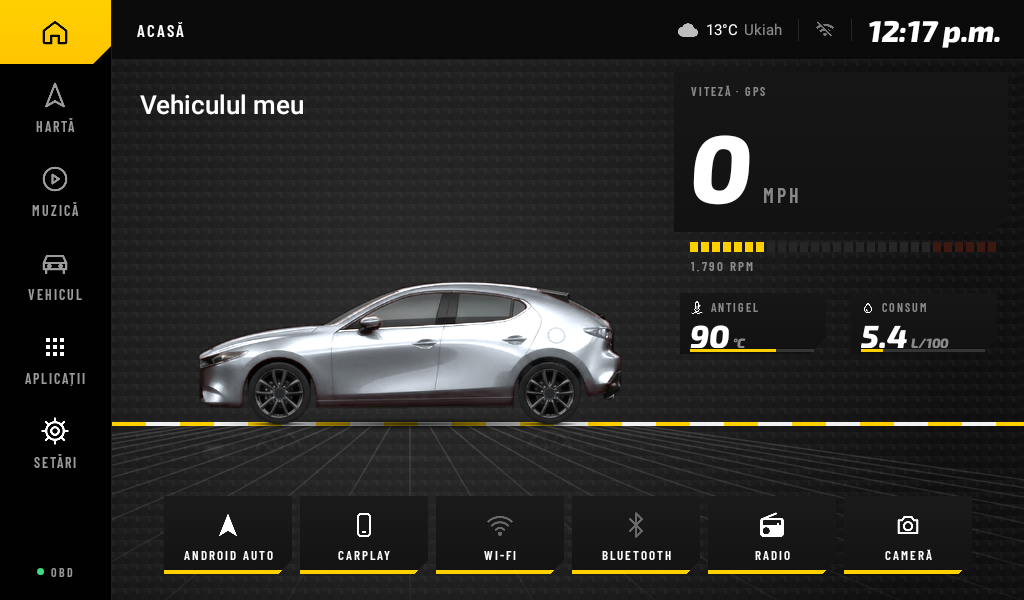 ACASĂ
13°C Ukiah
12:17 p.m.
HARTĂ
MUZICĂ
VEHICUL
APLICAȚII
SETĂRI
OBD
Vehiculul meu
VITEZĂ · GPS
0 MPH
1.790 RPM
ANTIGEL
90 °C
CONSUM
5.4 L/100
ANDROID AUTO
CARPLAY
WI-FI
BLUETOOTH
RADIO
CAMERĂ